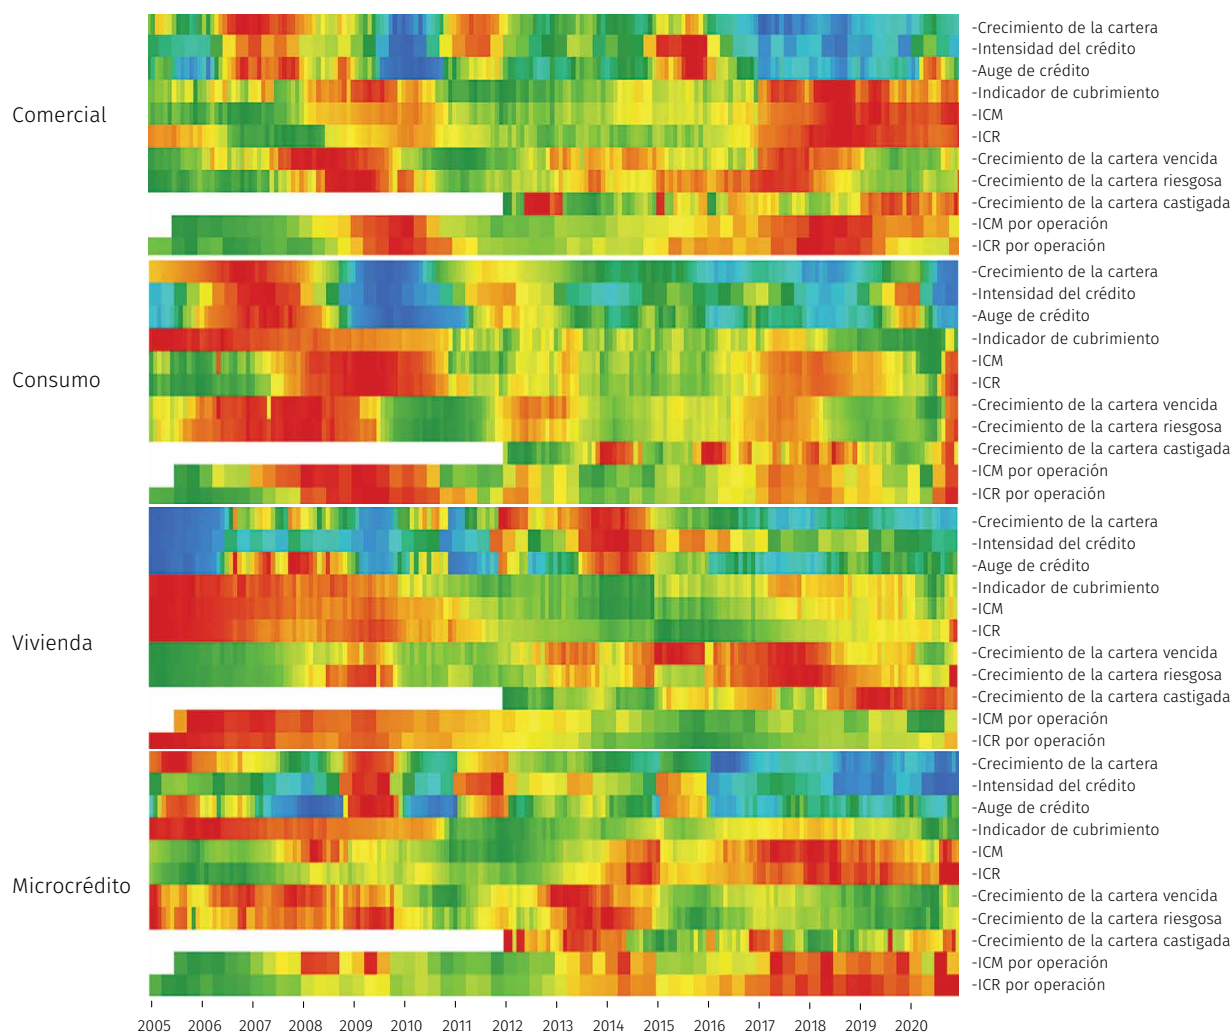 -Crecimiento de la cartera
-Intensidad del crédito
-Auge de crédito
-Indicador de cubrimiento
Comercial
-ICM
-ICR
-Crecimiento de la cartera vencida
-Crecimiento de la cartera riesgosa
-Crecimiento de la cartera castigada
-ICM por operación
-ICR por operación
-Crecimiento de la cartera
-Intensidad del crédito
-Auge de crédito
-Indicador de cubrimiento
-ICM
Consumo
-ICR
-Crecimiento de la cartera vencida
-Crecimiento de la cartera riesgosa
-Crecimiento de la cartera castigada
-ICM por operación
-ICR por operación
-Crecimiento de la cartera
-Intensidad del crédito
-Auge de crédito
-Indicador de cubrimiento
-ICM
-ICR
Vivienda
-Crecimiento de la cartera vencida
-Crecimiento de la cartera riesgosa
-Crecimiento de la cartera castigada
-ICM por operación
-ICR por operación
-Crecimiento de la cartera
-Intensidad del crédito
-Auge de crédito
-Indicador de cubrimiento
-ICM
-ICR
Microcrédito
-Crecimiento de la cartera vencida
-Crecimiento de la cartera riesgosa
-Crecimiento de la cartera castigada
-ICM por operación
-ICR por operación
2005 2006 2007 2008 2009 2010 2011 2012 2013 2014 2015 2016 2017 2018 2019 2020